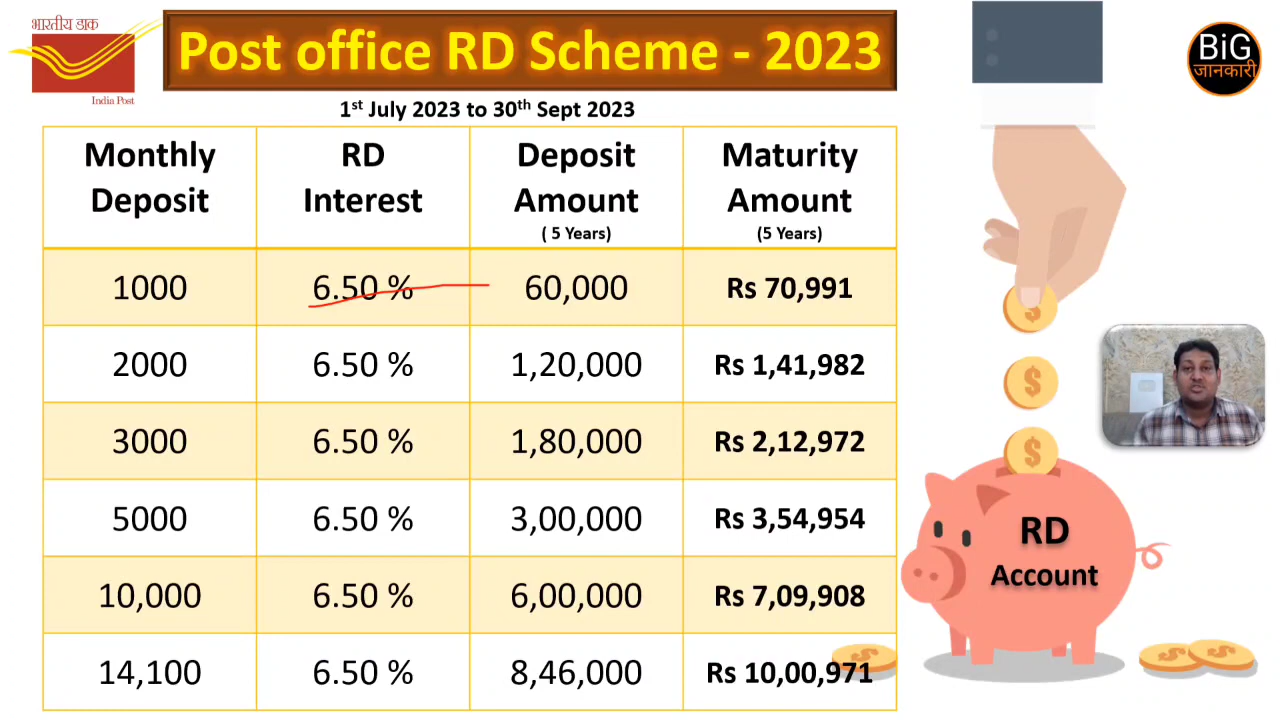 भारतीय डाक
India Post
Post office RD Scheme - 2023
BiG
जानकारी
1st July 2023 to 30th Sept 2023
Monthly Deposit RD Interest Deposit Amount ( 5 Years) Maturity Amount (5 Years)
1000 6.50 % 60,000 Rs 70,991
2000 6.50 % 1,20,000 Rs 1,41,982
3000 6.50 % 1,80,000 Rs 2,12,972
5000 6.50 % 3,00,000 Rs 3,54,954
10,000 6.50 % 6,00,000 Rs 7,09,908
14,100 6.50 % 8,46,000 Rs 10,00,971
RD
Account